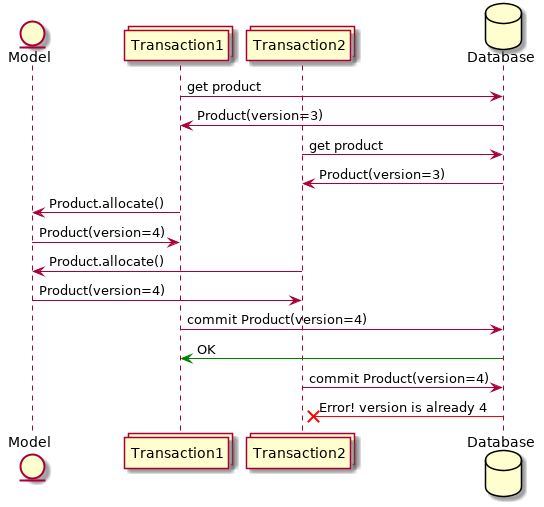 Model
Transaction1
Transaction2
Database
get product
Product(version=3)
get product
Product(version=3)
Product.allocate()
Product(version=4)
Product.allocate()
Product(version=4)
commit Product(version=4)
OK
commit Product(version=4)
Error! version is already 4
Model
Transaction1
Transaction2
Database